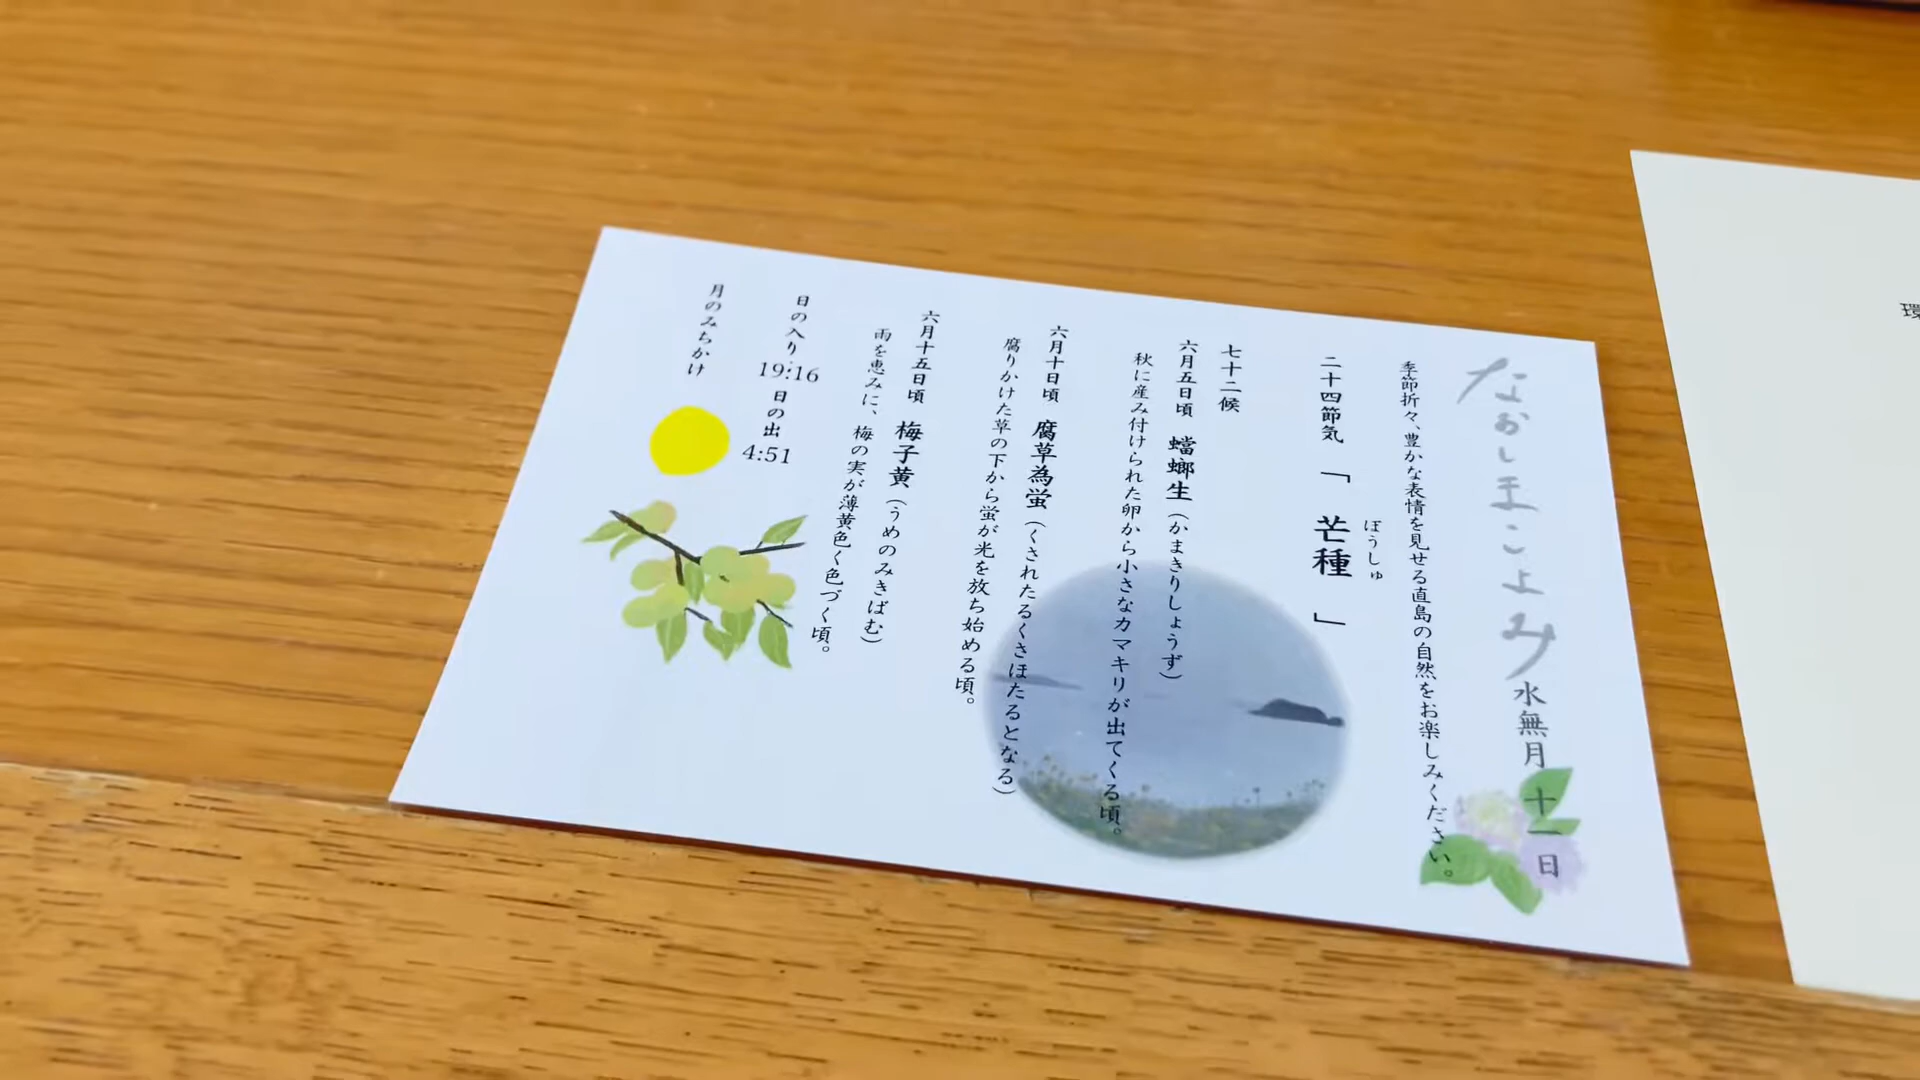 なおしまこよみ 水無月 十一日
季節折々、豊かな表情を見せる直島の自然をお楽しみください。
二十四節気 「 芒種 」
ぼうしゅ
七十二候
六月五日頃 蟷螂生(かまきりしょうず)
秋に産み付けられた卵から小さなカマキリが出てくる頃。
六月十日頃 腐草為蛍(くされたるくさほたるとなる)
腐りかけた草の下から蛍が光を放ち始める頃。
六月十五日頃 梅子黄(うめのみきばむ)
雨を恵みに、梅の実が薄黄色く色づく頃。
日の入り:19:16 日の出 4:51
月のみちかけ
環